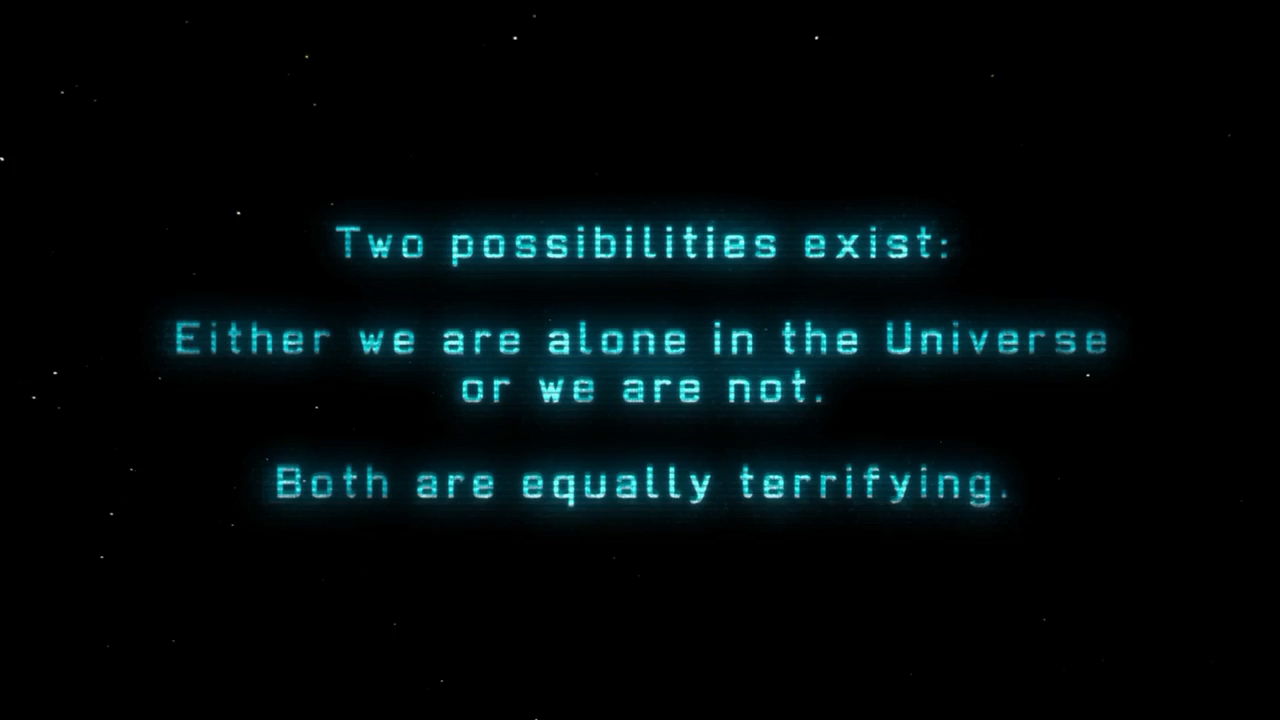 Two possibilities exist:
Either we are alone in the Universe
or we are not.
Both are equally terrifying.